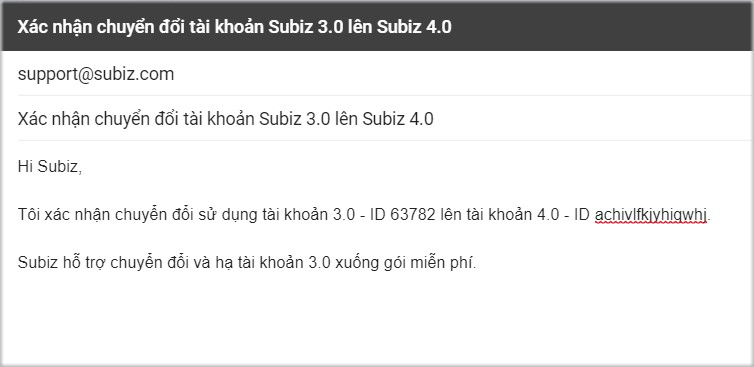 Xác nhận chuyển đổi tài khoản Subiz 3.0 lên Subiz 4.0
support@subiz.com
Xác nhận chuyển đổi tài khoản Subiz 3.0 lên Subiz 4.0
Hi Subiz,
Tôi xác nhận chuyển đổi sử dụng tài khoản 3.0 - ID 63782 lên tài khoản 4.0 - ID achivlfkjyhiqwhj.
Subiz hỗ trợ chuyển đổi và hạ tài khoản 3.0 xuống gói miễn phí.